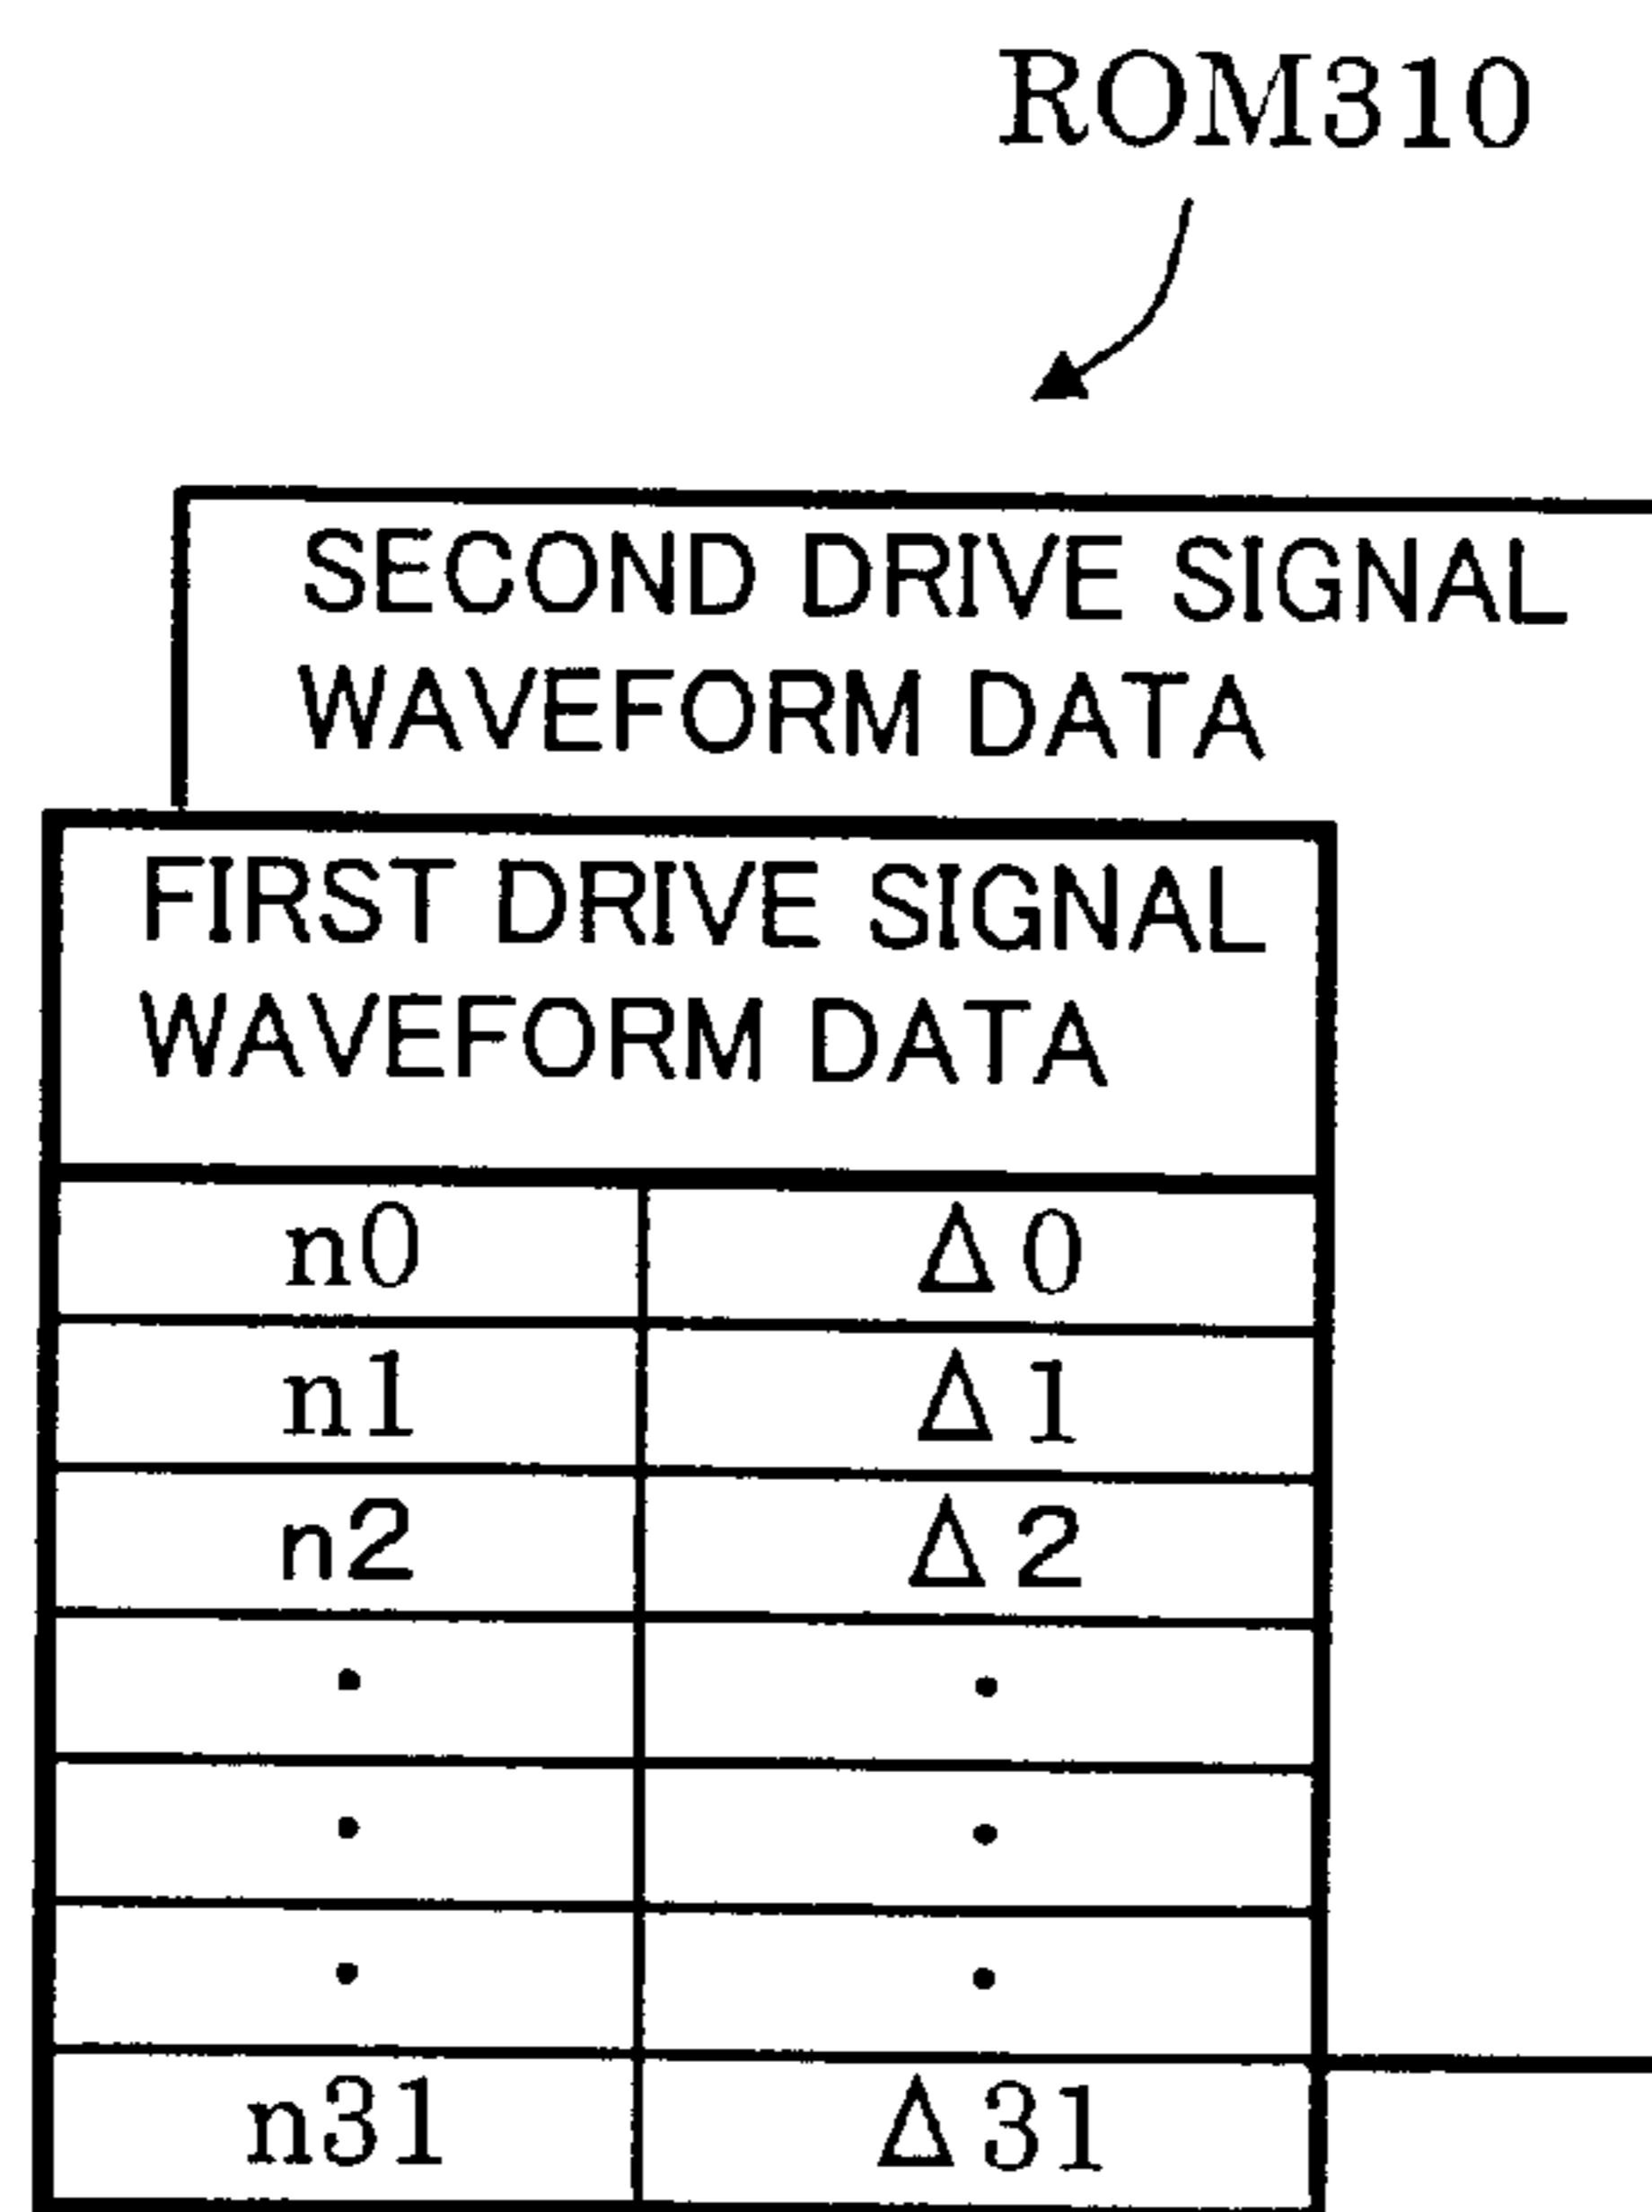 ROM310
SECOND DRIVE SIGNAL
WAVEFORM DATA
FIRST DRIVE SIGNAL
WAVEFORM DATA
n0 Δ0
n1 Δ1
n2 Δ2
• •
• •
• •
n31 Δ31